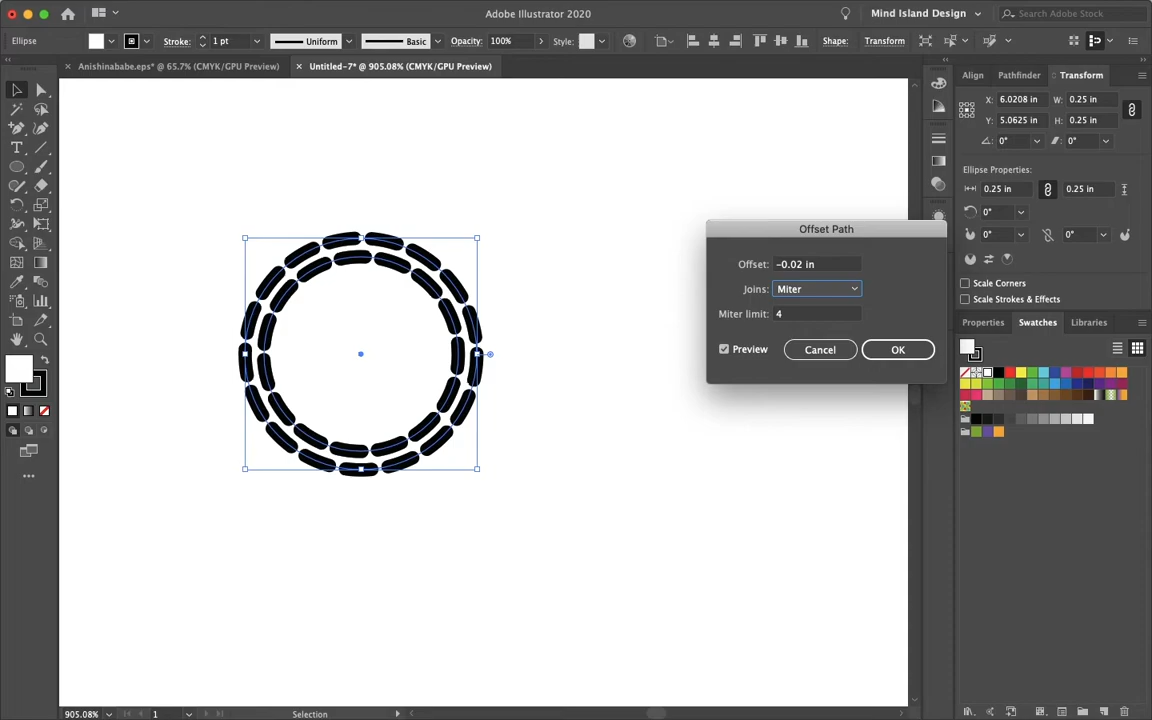 Adobe Illustrator 2020
Mind Island Design
Search Adobe Stock
Ellipse
Stroke:
1 pt
Uniform
Basic
Opacity:
100%
Style:
Shape:
Transform
Anishinababe.eps* @ 65.7% (CMYK/GPU Preview)
Untitled-7* @ 905.08% (CMYK/GPU Preview)
Align
Pathfinder
Transform
X: 6.0208 in
W: 0.25 in
Y: 5.0625 in
H: 0.25 in
0°
0°
Ellipse Properties:
0.25 in
0.25 in
0°
0°
0°
Scale Corners
Scale Strokes & Effects
Properties
Swatches
Libraries
Offset Path
Offset: -0.02 in
Joins: Miter
Miter limit: 4
Preview
Cancel
OK
905.08%
1
Selection